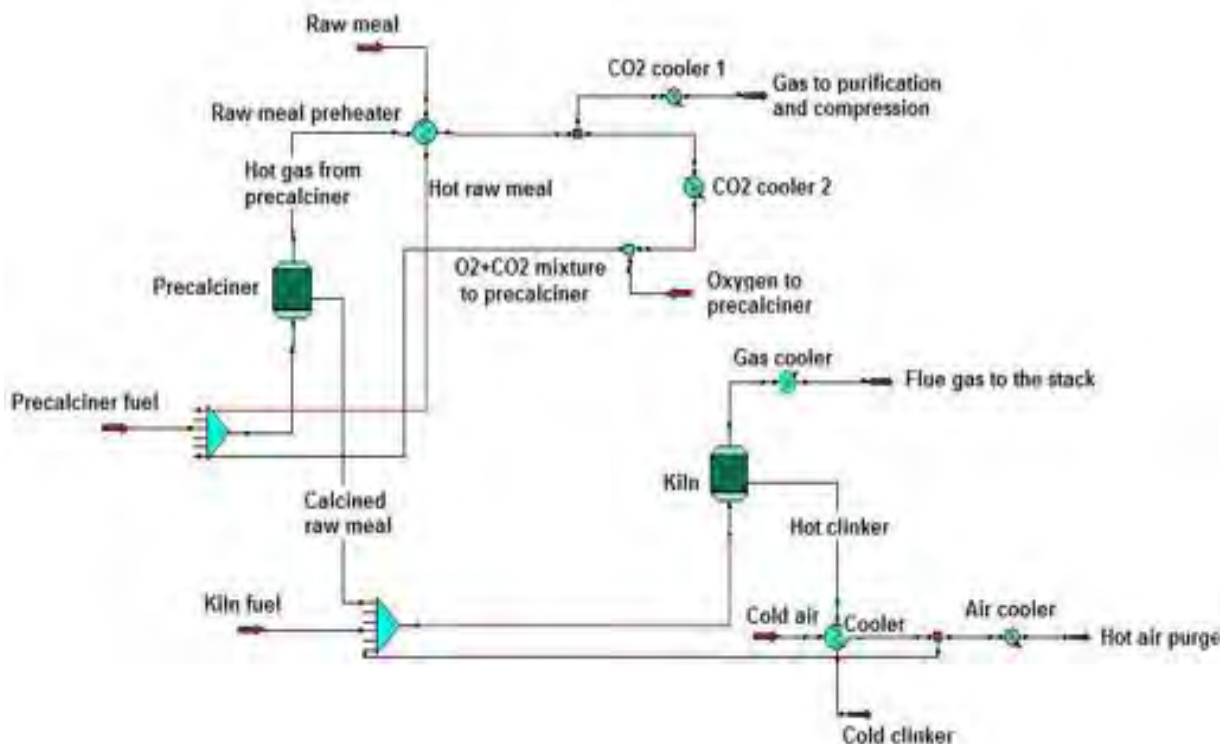 Raw meal
CO2 cooler 1
Gas to purification
and compression
Raw meal preheater
Hot gas from
precalciner
Hot raw meal
CO2 cooler 2
Precalciner
O2+CO2 mixture
to precalciner
Oxygen to
precalciner
Gas cooler
Flue gas to the stack
Precalciner fuel
Kiln
Calcined
raw meal
Hot clinker
Kiln fuel
Cold air
Cooler
Air cooler
Hot air purge
Cold clinker